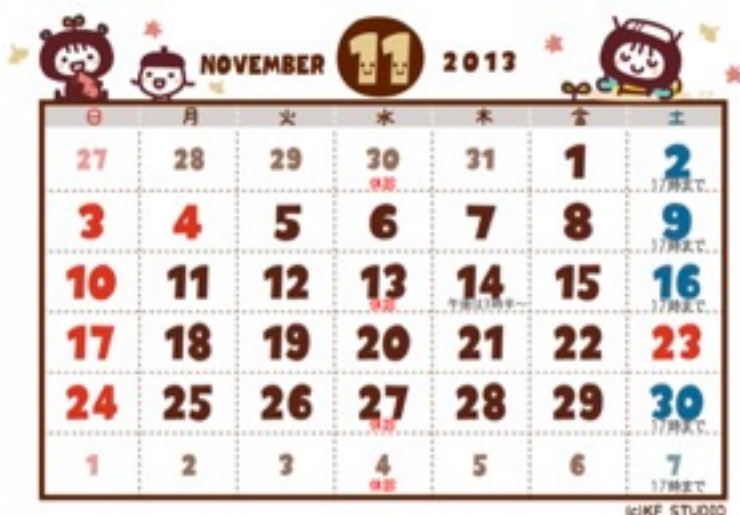 NOVEMBER 11 2013
日 月 火 水 木 金 土
27 28 29 30 31 1 2
休診 17時まで
3 4 5 6 7 8 9
17時まで
10 11 12 13 14 15 16
休診 17時まで
17 18 19 20 21 22 23
24 25 26 27 28 29 30
休診 17時まで
1 2 3 4 5 6 7
休診 17時まで
(c)KF STUDIO